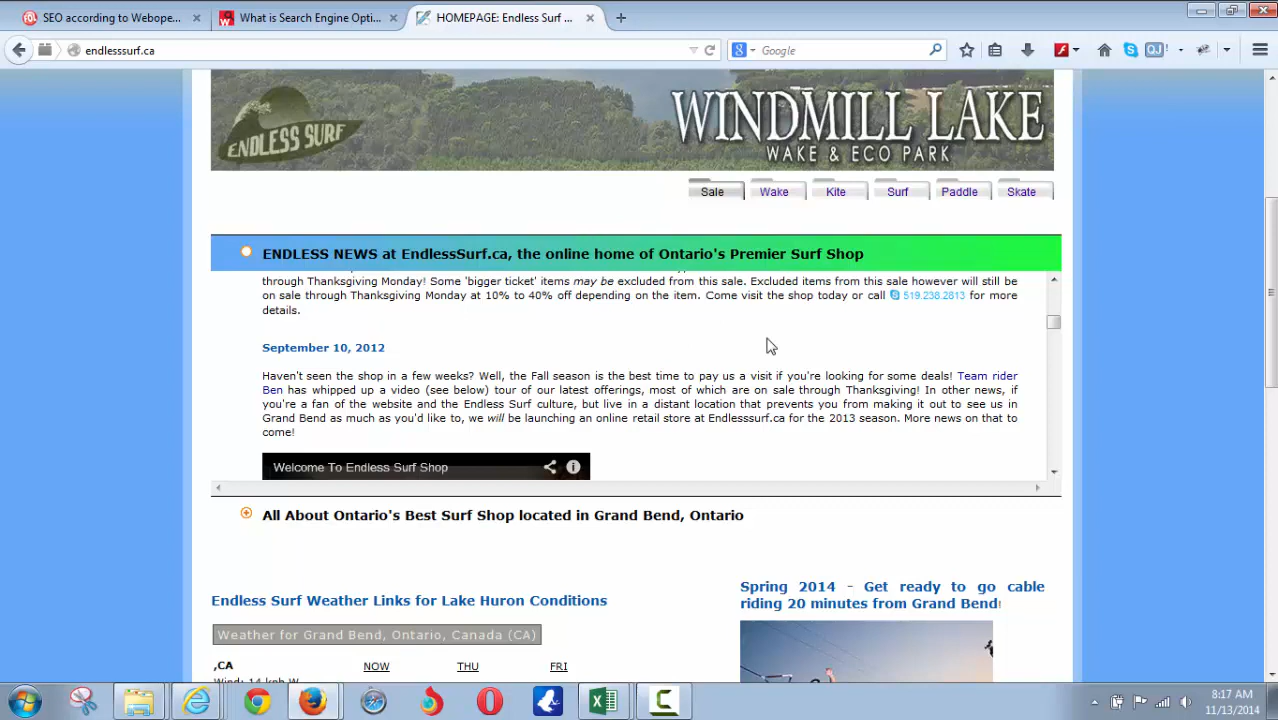 SEO according to Webope...
What is Search Engine Opti...
HOMEPAGE: Endless Surf ...
endlesssurf.ca
Google
ENDLESS SURF
WINDMILL LAKE
WAKE & ECO PARK
Sale
Wake
Kite
Surf
Paddle
Skate
ENDLESS NEWS at EndlessSurf.ca, the online home of Ontario's Premier Surf Shop
through Thanksgiving Monday! Some 'bigger ticket' items may be excluded from this sale. Excluded items from this sale however will still be
on sale through Thanksgiving Monday at 10% to 40% off depending on the item. Come visit the shop today or call 519.238.2813 for more
details.
September 10, 2012
Haven't seen the shop in a few weeks? Well, the Fall season is the best time to pay us a visit if you're looking for some deals! Team rider
Ben has whipped up a video (see below) tour of our latest offerings, most of which are on sale through Thanksgiving! In other news, if
you're a fan of the website and the Endless Surf culture, but live in a distant location that prevents you from making it out to see us in
Grand Bend as much as you'd like to, we will be launching an online retail store at Endlesssurf.ca for the 2013 season. More news on that to
come!
Welcome To Endless Surf Shop
All About Ontario's Best Surf Shop located in Grand Bend, Ontario
Endless Surf Weather Links for Lake Huron Conditions
Weather for Grand Bend, Ontario, Canada (CA)
,CA
NOW
THU
FRI
Wind: 14 kph W
Spring 2014 - Get ready to go cable
riding 20 minutes from Grand Bend!
8:17 AM
11/13/2014